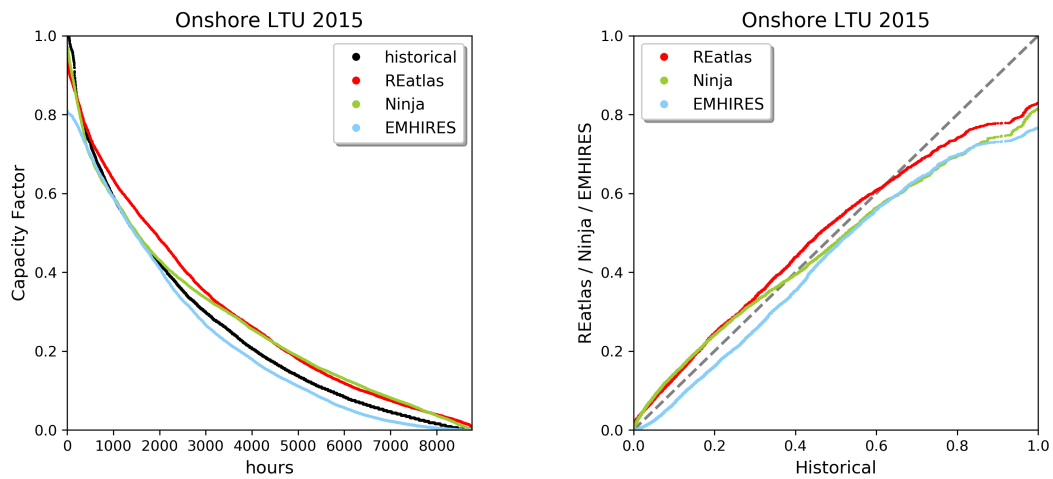 Onshore LTU 2015
1.0
0.8
0.6
0.4
0.2
0.0
Capacity Factor
historical
REatlas
Ninja
EMHIRES
0 1000 2000 3000 4000 5000 6000 7000 8000
hours
Onshore LTU 2015
1.0
0.8
0.6
0.4
0.2
0.0
REatlas / Ninja / EMHIRES
REatlas
Ninja
EMHIRES
0.0 0.2 0.4 0.6 0.8 1.0
Historical